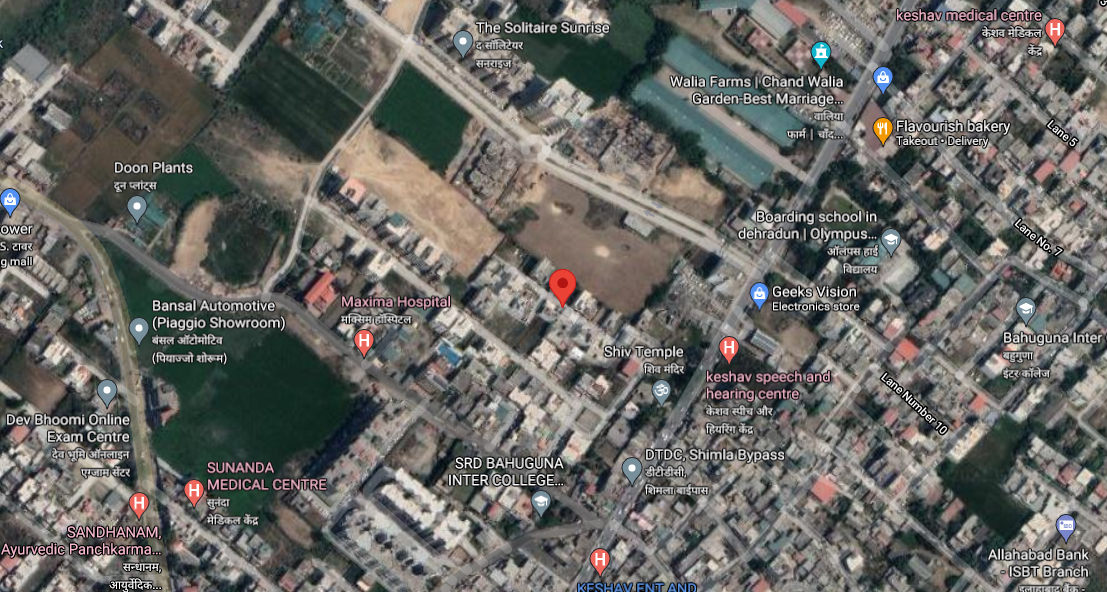 The Solitaire Sunrise
द सॉलिटेयर
सनराइज
keshav medical centre
केशव मेडिकल
केंद्र
Walia Farms | Chand Walia
Garden-Best Marriage...
वालिया
फार्म | चाँद...
Flavourish bakery
Takeout • Delivery
Lane 5
Doon Plants
दून प्लांट्स
ower
S. टावर
g mall
Boarding school in
dehradun | Olympus...
ऑलंपस हाई
विद्यालय
Lane No. 7
Geeks Vision
Electronics store
Bansal Automotive
(Piaggio Showroom)
बंसल ऑटोमोटिव
(पियाज्जो शोरूम)
Maxima Hospital
मक्सिम हॉस्पिटल
Shiv Temple
शिव मंदिर
Bahuguna Inter
बहुगुणा
इंटर कॉलेज
keshav speech and
hearing centre
केशव स्पीच और
हियरिंग केंद्र
Lane Number 10
Dev Bhoomi Online
Exam Centre
देव भूमि ऑनलाइन
एग्जाम सेंटर
SRD BAHUGUNA
INTER COLLEGE...
DTDC, Shimla Bypass
डीटीडीसी,
शिमला बाईपास
SUNANDA
MEDICAL CENTRE
सुनंदा
मेडिकल केंद्र
SANDHANAM,
Ayurvedic Panchkarma...
सन्धानम,
आयुर्वेदिक...
Allahabad Bank
- ISBT Branch
इलाहाबाद बैंक -
KESHAV ENT AND